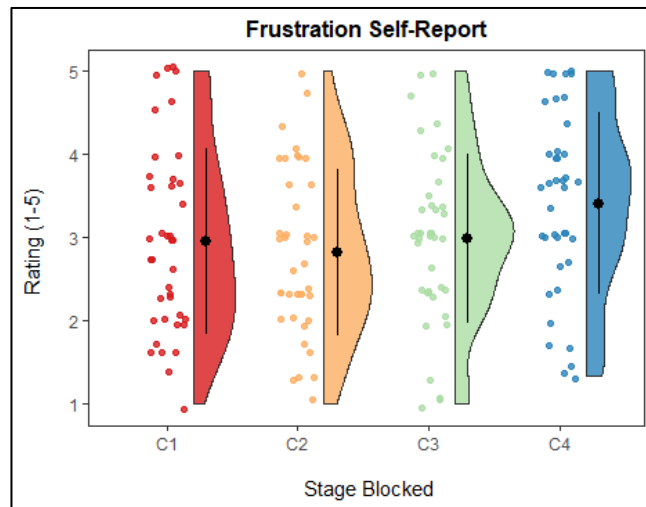 Frustration Self-Report
Rating (1-5)
5
4
3
2
1
C1 C2 C3 C4
Stage Blocked